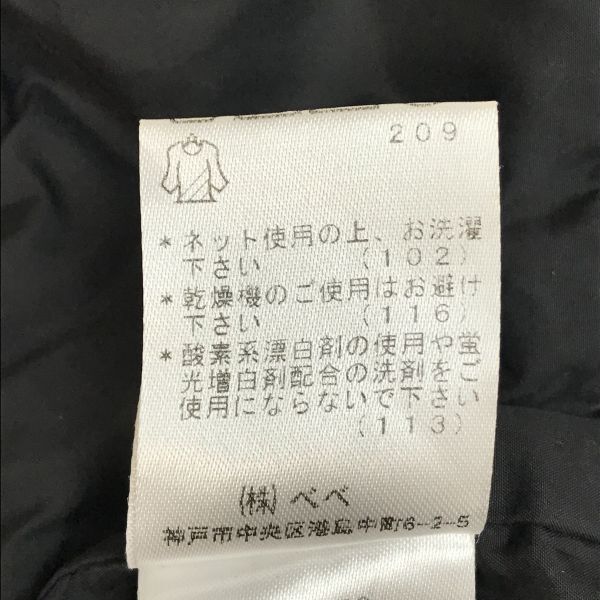 209
* ネット使用の上、お洗濯
下さい (102)
* 乾燥機のご使用はお避け
下さい (116)
* 酸素系漂白剤の使用や蛍
光増白剤配合の洗剤をご
使用にならないで下さい
(113)
(株) べべ
神戸市中央区港島中町6-2-5